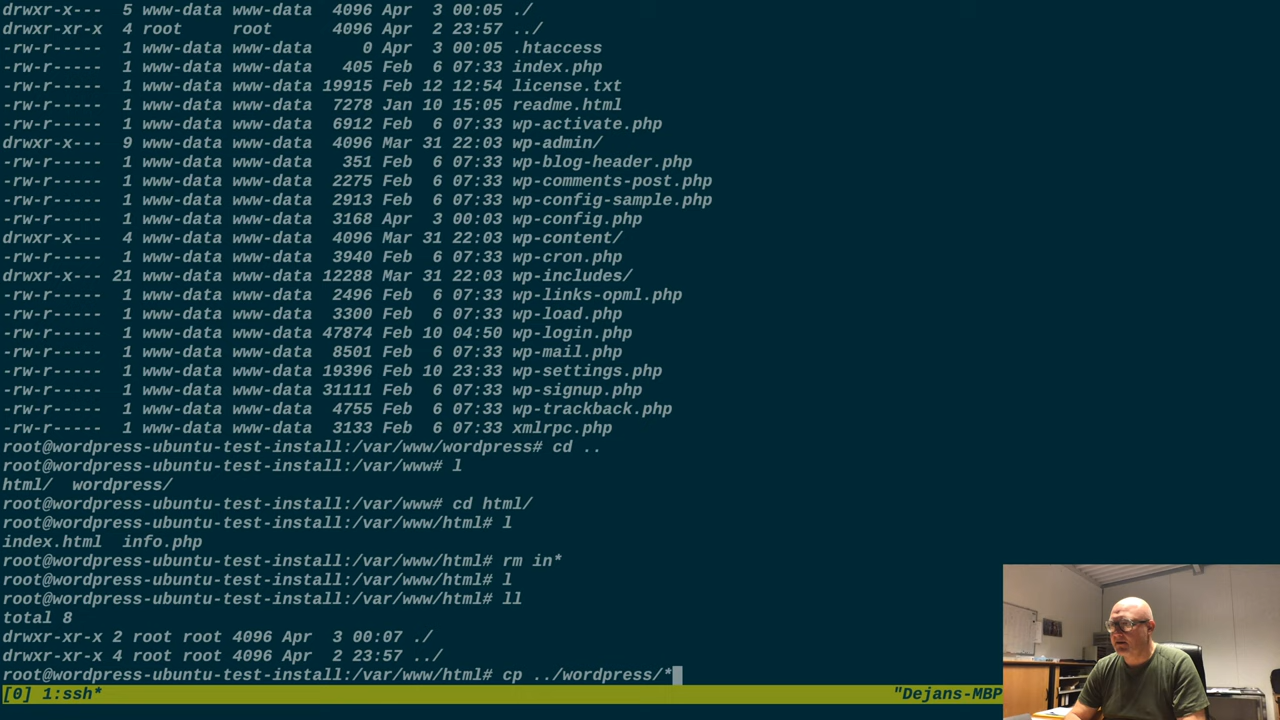 drwxr-x---  5 www-data www-data  4096 Apr  3 00:05 ./
drwxr-xr-x  4 root     root      4096 Apr  2 23:57 ../
-rw-r-----  1 www-data www-data     0 Apr  3 00:05 .htaccess
-rw-r-----  1 www-data www-data   405 Feb  6 07:33 index.php
-rw-r-----  1 www-data www-data 19915 Feb 12 12:54 license.txt
-rw-r-----  1 www-data www-data  7278 Jan 10 15:05 readme.html
-rw-r-----  1 www-data www-data  6912 Feb  6 07:33 wp-activate.php
drwxr-x---  9 www-data www-data  4096 Mar 31 22:03 wp-admin/
-rw-r-----  1 www-data www-data   351 Feb  6 07:33 wp-blog-header.php
-rw-r-----  1 www-data www-data  2275 Feb  6 07:33 wp-comments-post.php
-rw-r-----  1 www-data www-data  2913 Feb  6 07:33 wp-config-sample.php
-rw-r-----  1 www-data www-data  3168 Apr  3 00:03 wp-config.php
drwxr-x---  4 www-data www-data  4096 Mar 31 22:03 wp-content/
-rw-r-----  1 www-data www-data  3940 Feb  6 07:33 wp-cron.php
drwxr-x--- 21 www-data www-data 12288 Mar 31 22:03 wp-includes/
-rw-r-----  1 www-data www-data  2496 Feb  6 07:33 wp-links-opml.php
-rw-r-----  1 www-data www-data  3300 Feb  6 07:33 wp-load.php
-rw-r-----  1 www-data www-data 47874 Feb 10 04:50 wp-login.php
-rw-r-----  1 www-data www-data  8501 Feb  6 07:33 wp-mail.php
-rw-r-----  1 www-data www-data 19396 Feb 10 23:33 wp-settings.php
-rw-r-----  1 www-data www-data 31111 Feb  6 07:33 wp-signup.php
-rw-r-----  1 www-data www-data  4755 Feb  6 07:33 wp-trackback.php
-rw-r-----  1 www-data www-data  3133 Feb  6 07:33 xmlrpc.php
root@wordpress-ubuntu-test-install:/var/www/wordpress# cd ..
root@wordpress-ubuntu-test-install:/var/www# l
html/  wordpress/
root@wordpress-ubuntu-test-install:/var/www# cd html/
root@wordpress-ubuntu-test-install:/var/www/html# l
index.html  info.php
root@wordpress-ubuntu-test-install:/var/www/html# rm in*
root@wordpress-ubuntu-test-install:/var/www/html# l
root@wordpress-ubuntu-test-install:/var/www/html# ll
total 8
drwxr-xr-x 2 root root 4096 Apr  3 00:07 ./
drwxr-xr-x 4 root root 4096 Apr  2 23:57 ../
root@wordpress-ubuntu-test-install:/var/www/html# cp ../wordpress/*
[0] 1:ssh* "Dejans-MBP